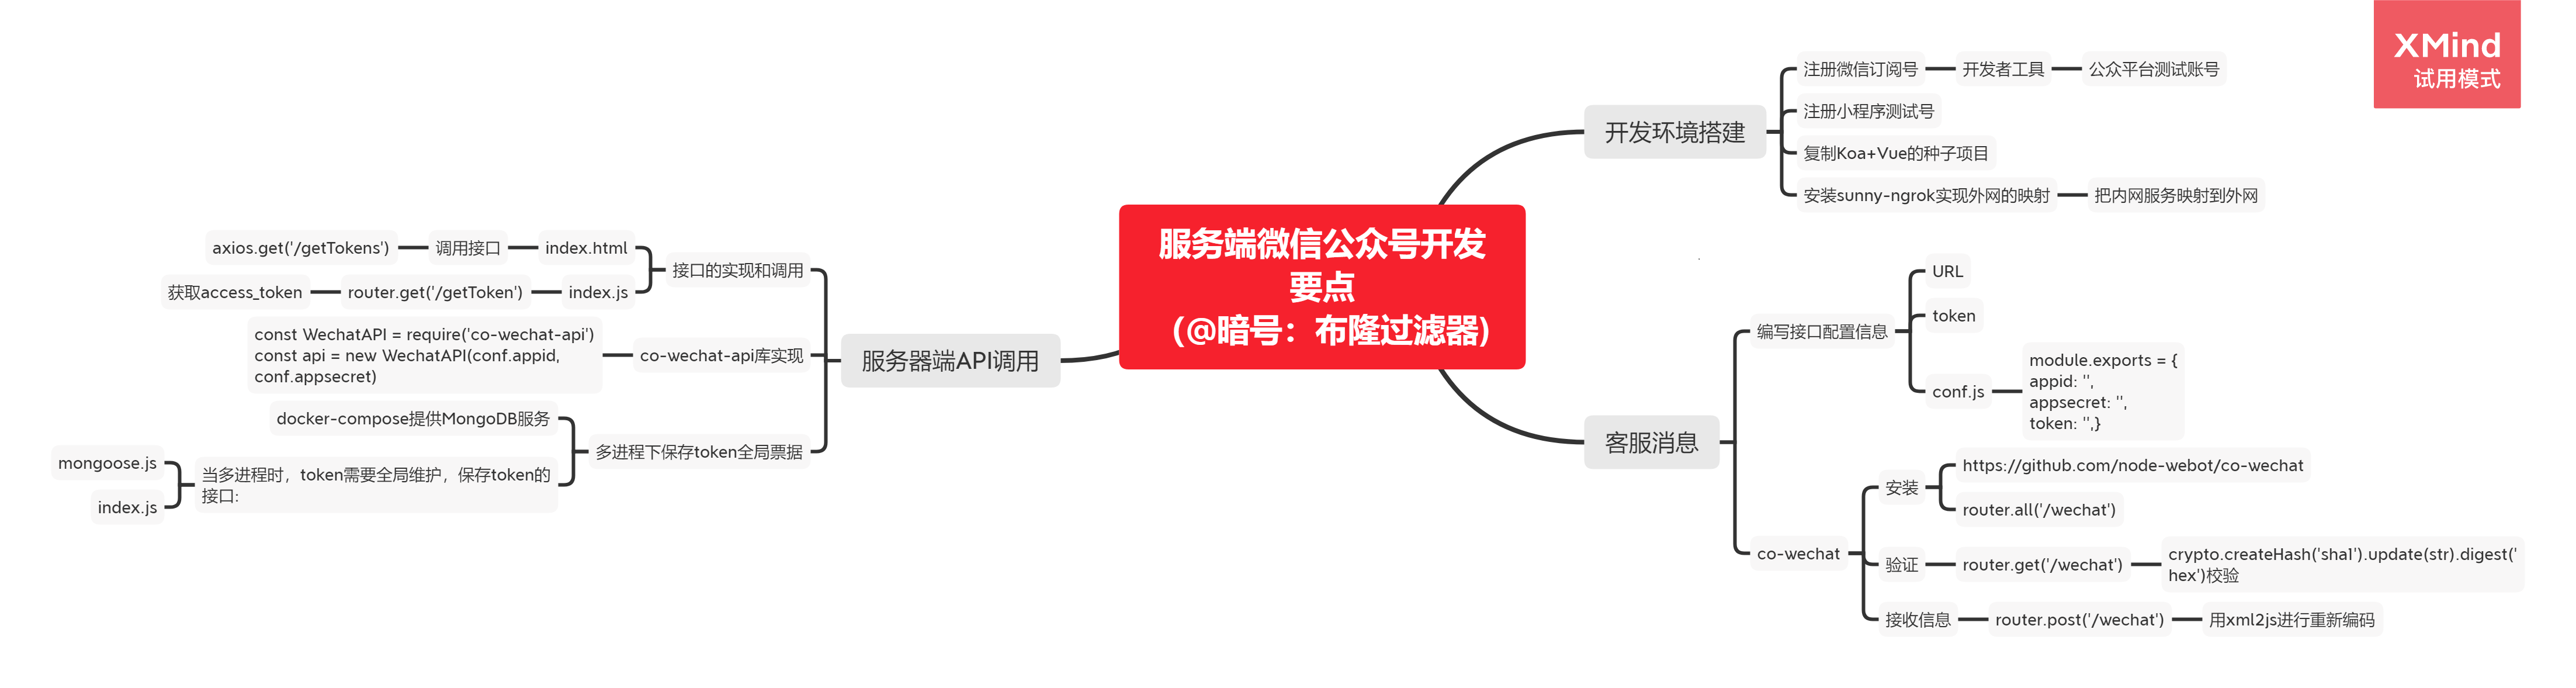 XMind
试用模式
服务端微信公众号开发
要点
(@暗号：布隆过滤器)
开发环境搭建
注册微信订阅号
开发者工具
公众平台测试账号
注册小程序测试号
复制Koa+Vue的种子项目
安装sunny-ngrok实现外网的映射
把内网服务映射到外网
客服消息
编写接口配置信息
URL
token
conf.js
module.exports = {
appid: '',
appsecret: '',
token: '',}
co-wechat
安装
https://github.com/node-webot/co-wechat
router.all('/wechat')
验证
router.get('/wechat')
crypto.createHash('sha1').update(str).digest('
hex')校验
接收信息
router.post('/wechat')
用xml2js进行重新编码
服务器端API调用
接口的实现和调用
index.html
调用接口
axios.get('/getTokens')
index.js
router.get('/getToken')
获取access_token
co-wechat-api库实现
const WechatAPI = require('co-wechat-api')
const api = new WechatAPI(conf.appid,
conf.appsecret)
多进程下保存token全局票据
docker-compose提供MongoDB服务
当多进程时，token需要全局维护，保存token的
接口:
mongoose.js
index.js